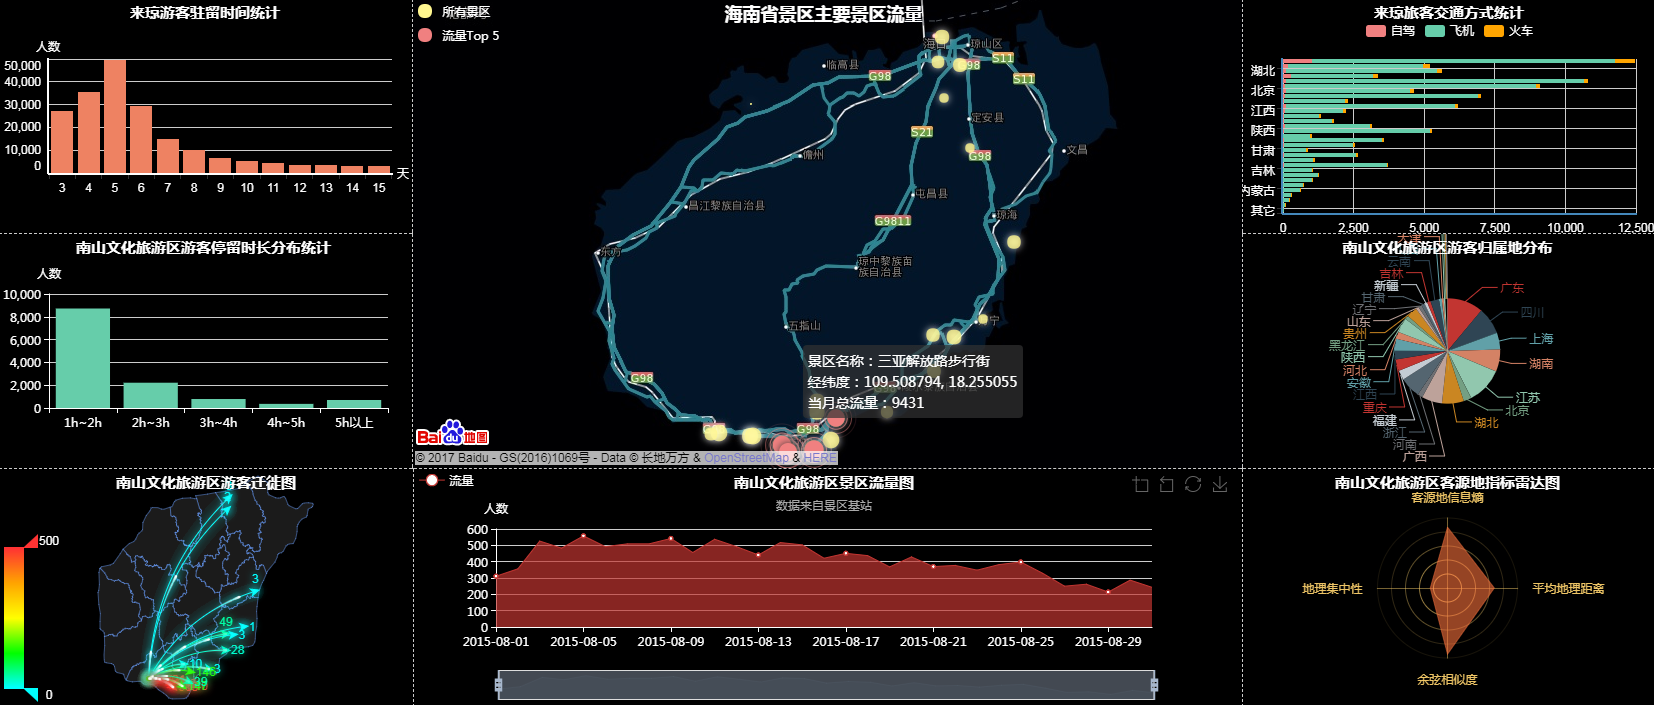 来琼游客驻留时间统计
人数
50,000
40,000
30,000
20,000
10,000
0
3 4 5 6 7 8 9 10 11 12 13 14 15 天
南山文化旅游区游客停留时长分布统计
人数
10,000
8,000
6,000
4,000
2,000
0
1h~2h 2h~3h 3h~4h 4h~5h 5h以上
南山文化旅游区游客迁徙图
500
0
3
49
1
3
28
10
3
海南省景区主要景区流量
所有景区
流量Top 5
海口
琼山区
临高县
G98
G98
S11
S11
定安县
S21
G98
文昌
儋州
屯昌县
昌江黎族自治县
G9811
琼海
东方
琼中黎族苗
族自治县
五指山
景区名称：三亚解放路步行街
经纬度：109.508794, 18.255055
当月总流量：9431
G98
G98
Bai du 地图
© 2017 Baidu - GS(2016)1069号 - Data © 长地万方 & OpenStreetMap & HERE
流量
南山文化旅游区景区流量图
数据来自景区基站
人数
600
500
400
300
200
100
0
2015-08-01 2015-08-05 2015-08-09 2015-08-13 2015-08-17 2015-08-21 2015-08-25 2015-08-29
来琼旅客交通方式统计
自驾 飞机 火车
湖北
北京
江西
陕西
甘肃
吉林
内蒙古
其它
0 2,500 5,000 7,500 10,000 12,500
南山文化旅游区游客归属地分布
天津
云南
吉林
新疆
甘肃
辽宁
山东
贵州
黑龙江
陕西
河北
安徽
江西
重庆
福建
浙江
河南
广西
广东
四川
上海
湖南
江苏
北京
湖北
南山文化旅游区客源地指标雷达图
客源地信息熵
地理集中性
平均地理距离
余弦相似度